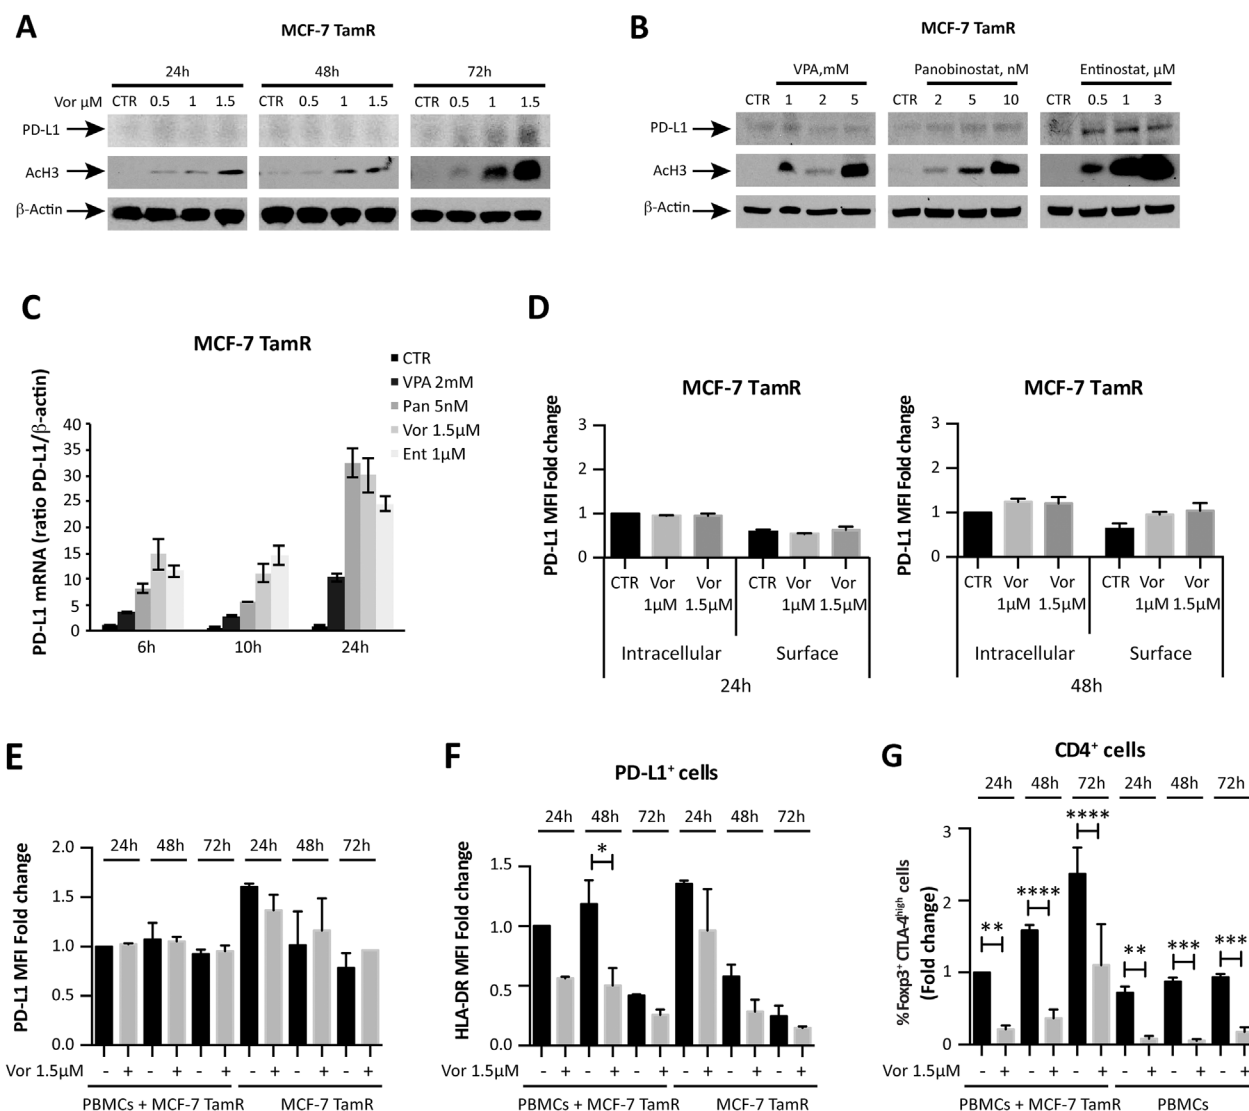 A
MCF-7 TamR
24h 48h 72h
Vor μM CTR 0.5 1 1.5 CTR 0.5 1 1.5 CTR 0.5 1 1.5
PD-L1
AcH3
β-Actin
B
MCF-7 TamR
VPA,mM Panobinostat, nM Entinostat, μM
CTR 1 2 5 CTR 2 5 10 CTR 0.5 1 3
PD-L1
AcH3
β-Actin
C
MCF-7 TamR
CTR
VPA 2mM
Pan 5nM
Vor 1.5μM
Ent 1μM
PD-L1 mRNA (ratio PD-L1/β-actin)
40
35
30
25
20
15
10
5
0
6h 10h 24h
D
MCF-7 TamR
PD-L1 MFI Fold change
3
2
1
0
CTR Vor 1μM Vor 1.5μM CTR Vor 1μM Vor 1.5μM
Intracellular Surface
24h
MCF-7 TamR
PD-L1 MFI Fold change
3
2
1
0
CTR Vor 1μM Vor 1.5μM CTR Vor 1μM Vor 1.5μM
Intracellular Surface
48h
E
24h 48h 72h 24h 48h 72h
PD-L1 MFI Fold change
2.0
1.5
1.0
0.5
0.0
Vor 1.5μM - + - + - + - + - + - +
PBMCs + MCF-7 TamR MCF-7 TamR
F
PD-L1+ cells
24h 48h 72h 24h 48h 72h
HLA-DR MFI Fold change
*
1.5
1.0
0.5
0.0
Vor 1.5μM - + - + - + - + - + - +
PBMCs + MCF-7 TamR MCF-7 TamR
G
CD4+ cells
24h 48h 72h 24h 48h 72h
%Foxp3+ CTLA-4high cells
(Fold change)
** **** **** ** *** ***
3
2
1
0
Vor 1.5μM - + - + - + - + - + - +
PBMCs + MCF-7 TamR PBMCs